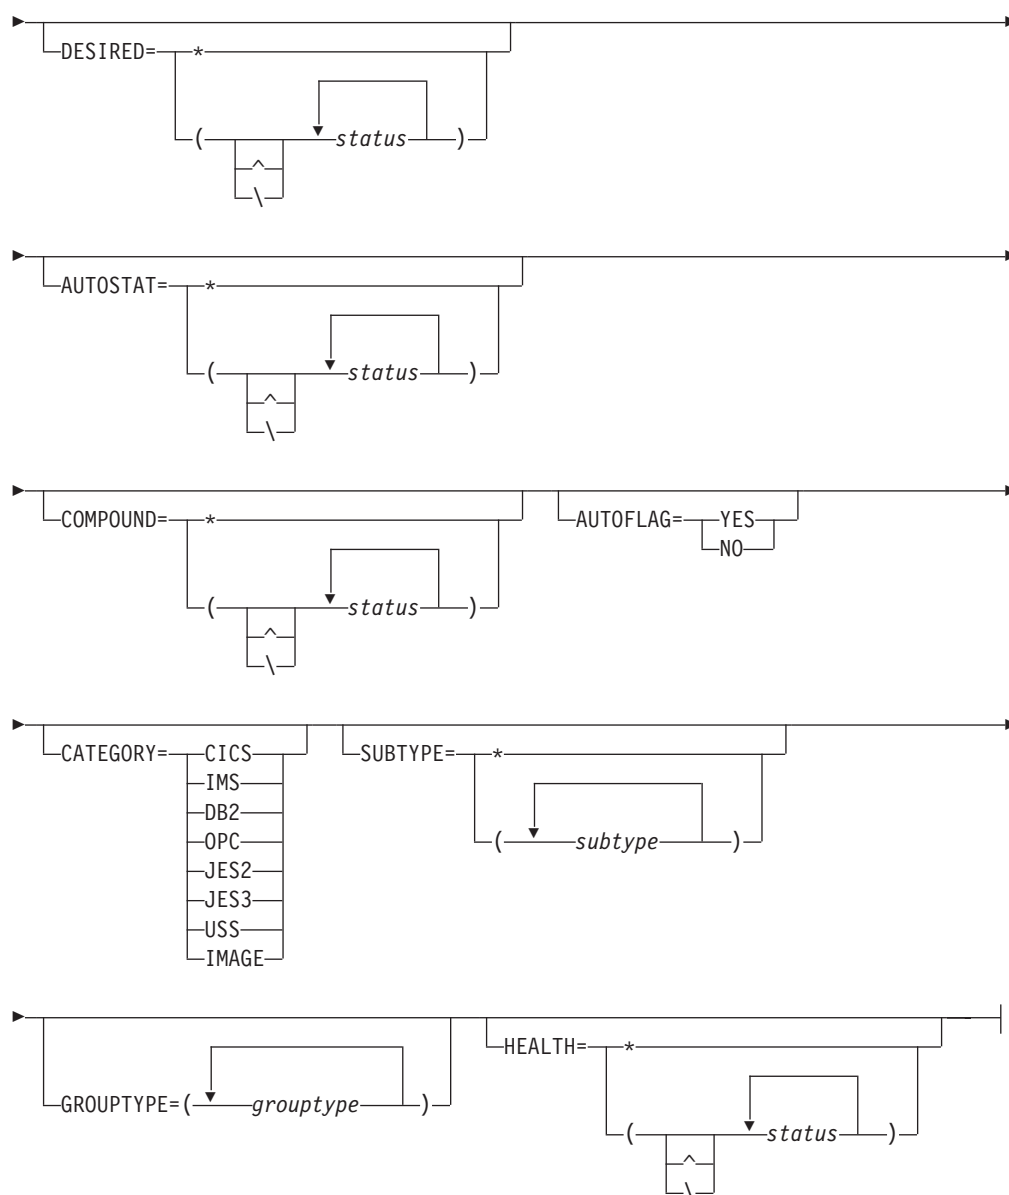 DESIRED= *
( status )
^
\
AUTOSTAT= *
( status )
^
\
COMPOUND= * AUTOFLAG= YES
NO
( status )
^
\
CATEGORY= CICS SUBTYPE= *
IMS
DB2
OPC ( subtype )
JES2
JES3
USS
IMAGE
HEALTH= *
GROUPTYPE=( grouptype )
( status )
^
\